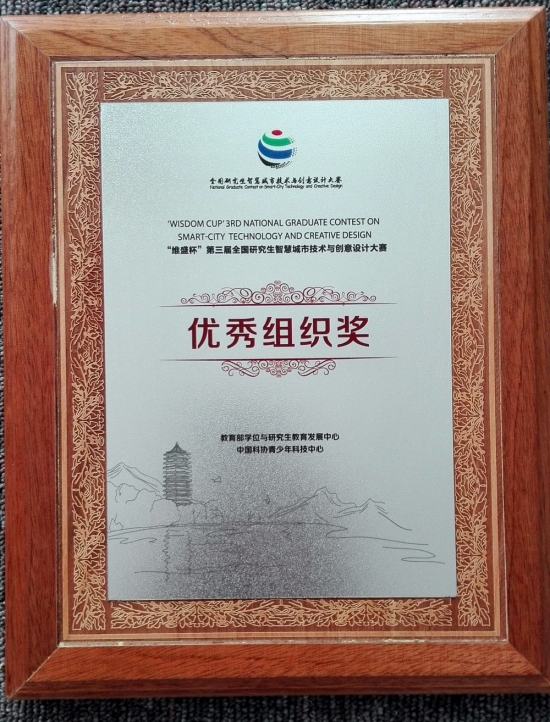 全国研究生智慧城市技术与创意设计大赛
National Graduate Contest on Smart-City Technology and Creative Design
'WISDOM CUP' 3RD NATIONAL GRADUATE CONTEST ON
SMART-CITY TECHNOLOGY AND CREATIVE DESIGN
“维盛杯”第三届全国研究生智慧城市技术与创意设计大赛
优秀组织奖
教育部学位与研究生教育发展中心
中国科协青少年科技中心